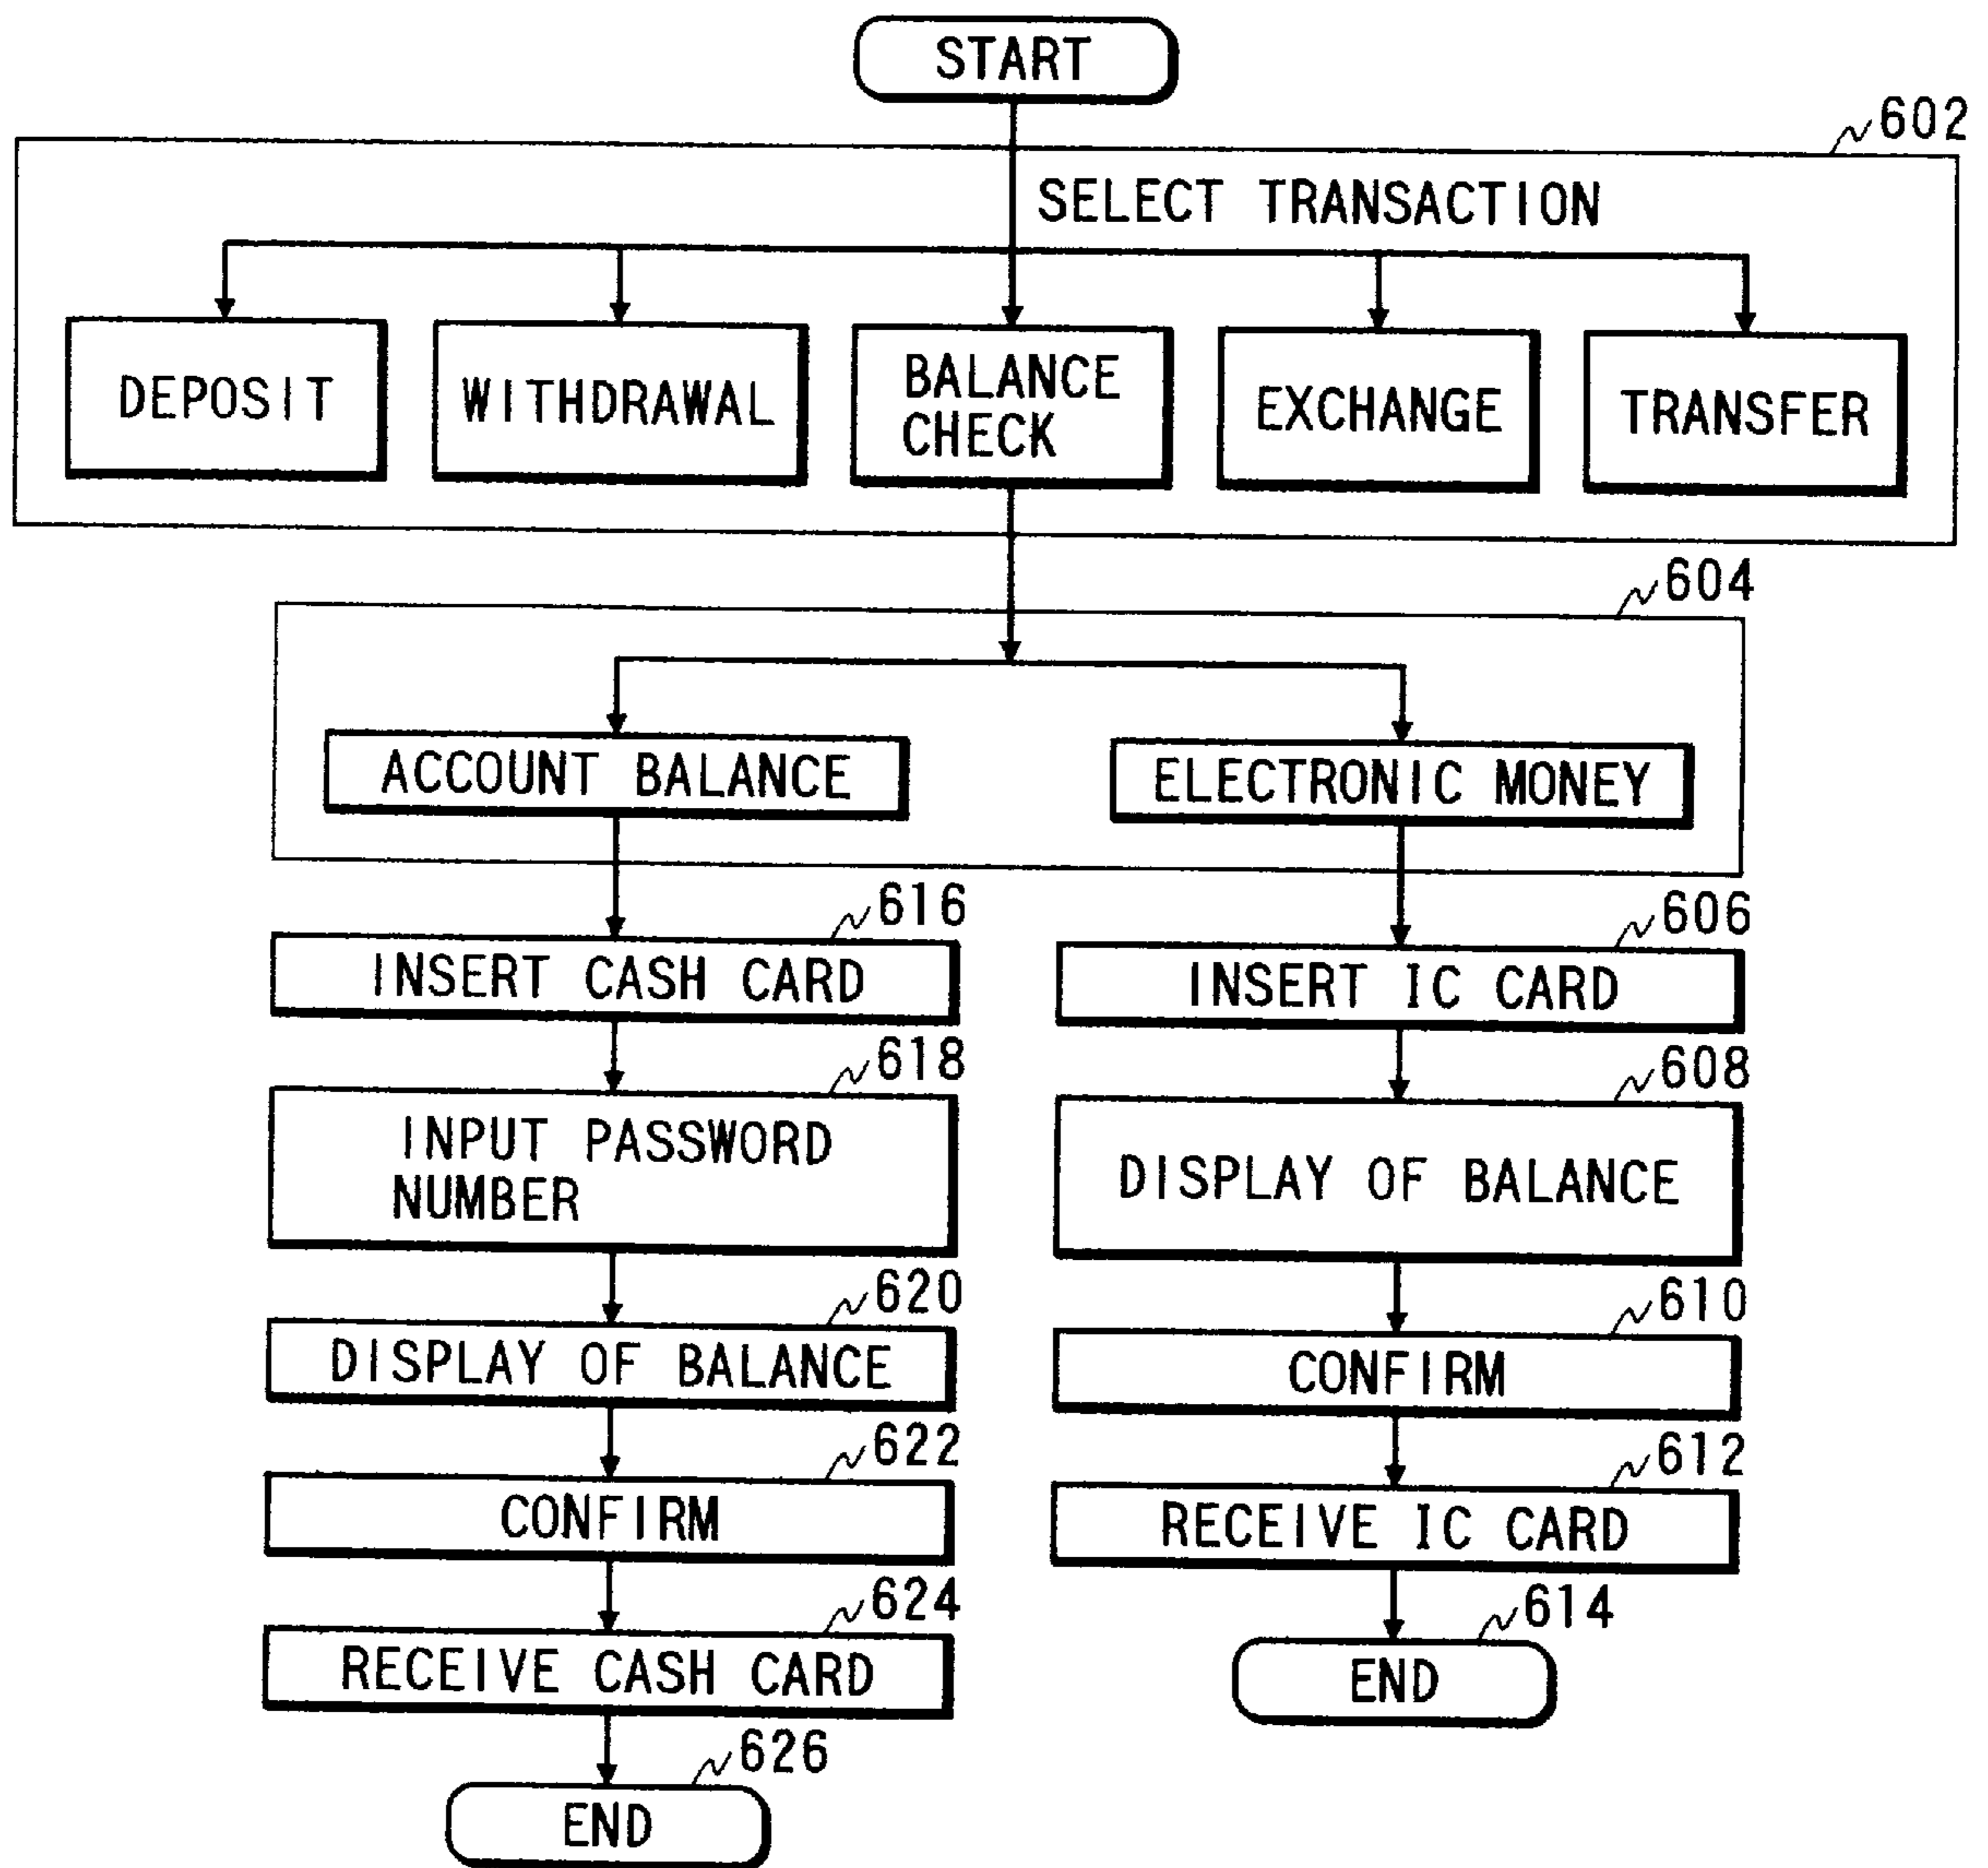 START
602
SELECT TRANSACTION
DEPOSIT
WITHDRAWAL
BALANCE
CHECK
EXCHANGE
TRANSFER
604
ACCOUNT BALANCE
ELECTRONIC MONEY
616
INSERT CASH CARD
618
INPUT PASSWORD
NUMBER
620
DISPLAY OF BALANCE
622
CONFIRM
624
RECEIVE CASH CARD
626
END
606
INSERT IC CARD
608
DISPLAY OF BALANCE
610
CONFIRM
612
RECEIVE IC CARD
614
END